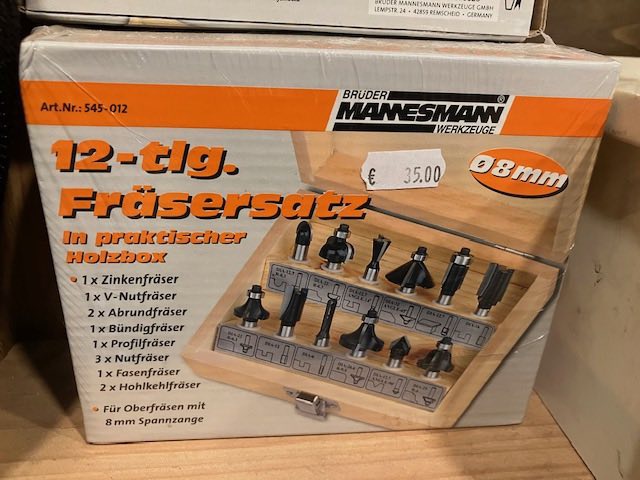 BRÜDER MANNESMANN WERKZEUGE GMBH
LEMPSTR. 24 • 42859 REMSCHEID • GERMANY
Art.Nr.: 545-012
BRÜDER
MANNESMANN®
WERKZEUGE
12-tlg.
Fräsersatz
In praktischer
Holzbox
€ 35.00
Ø8mm
• 1 x Zinkenfräser
1 x V-Nutfräser
2 x Abrundfräser
1 x Bündigfräser
1 x Profilfräser
3 x Nutfräser
1 x Fasenfräser
2 x Hohlkehlfräser
• Für Oberfräsen mit
8 mm Spannzange